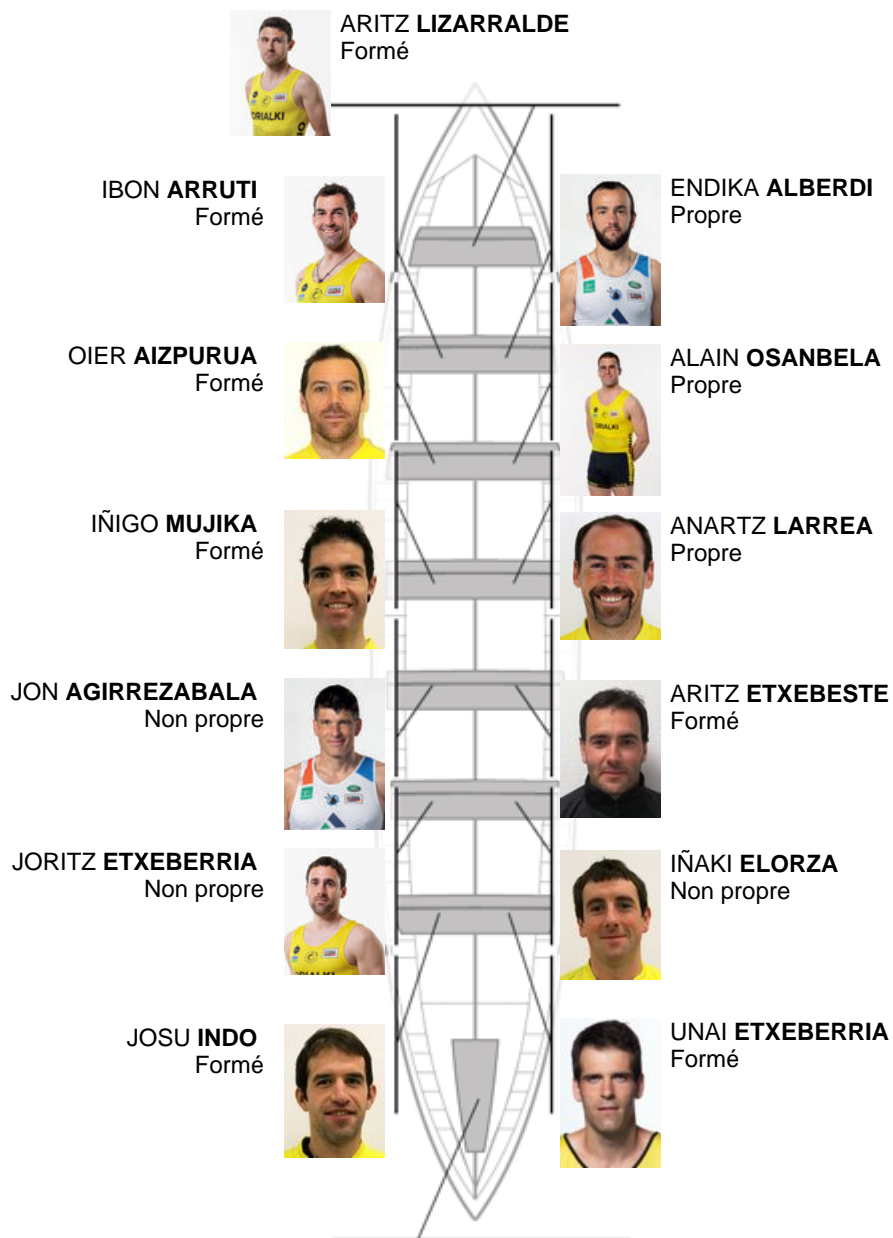 ARITZ LIZARRALDE
Formé
IBON ARRUTI
Formé
ENDIKA ALBERDI
Propre
OIER AIZPURUA
Formé
ALAIN OSANBELA
Propre
IÑIGO MUJIKA
Formé
ANARTZ LARREA
Propre
JON AGIRREZABALA
Non propre
ARITZ ETXEBESTE
Formé
JORITZ ETXEBERRIA
Non propre
IÑAKI ELORZA
Non propre
JOSU INDO
Formé
UNAI ETXEBERRIA
Formé